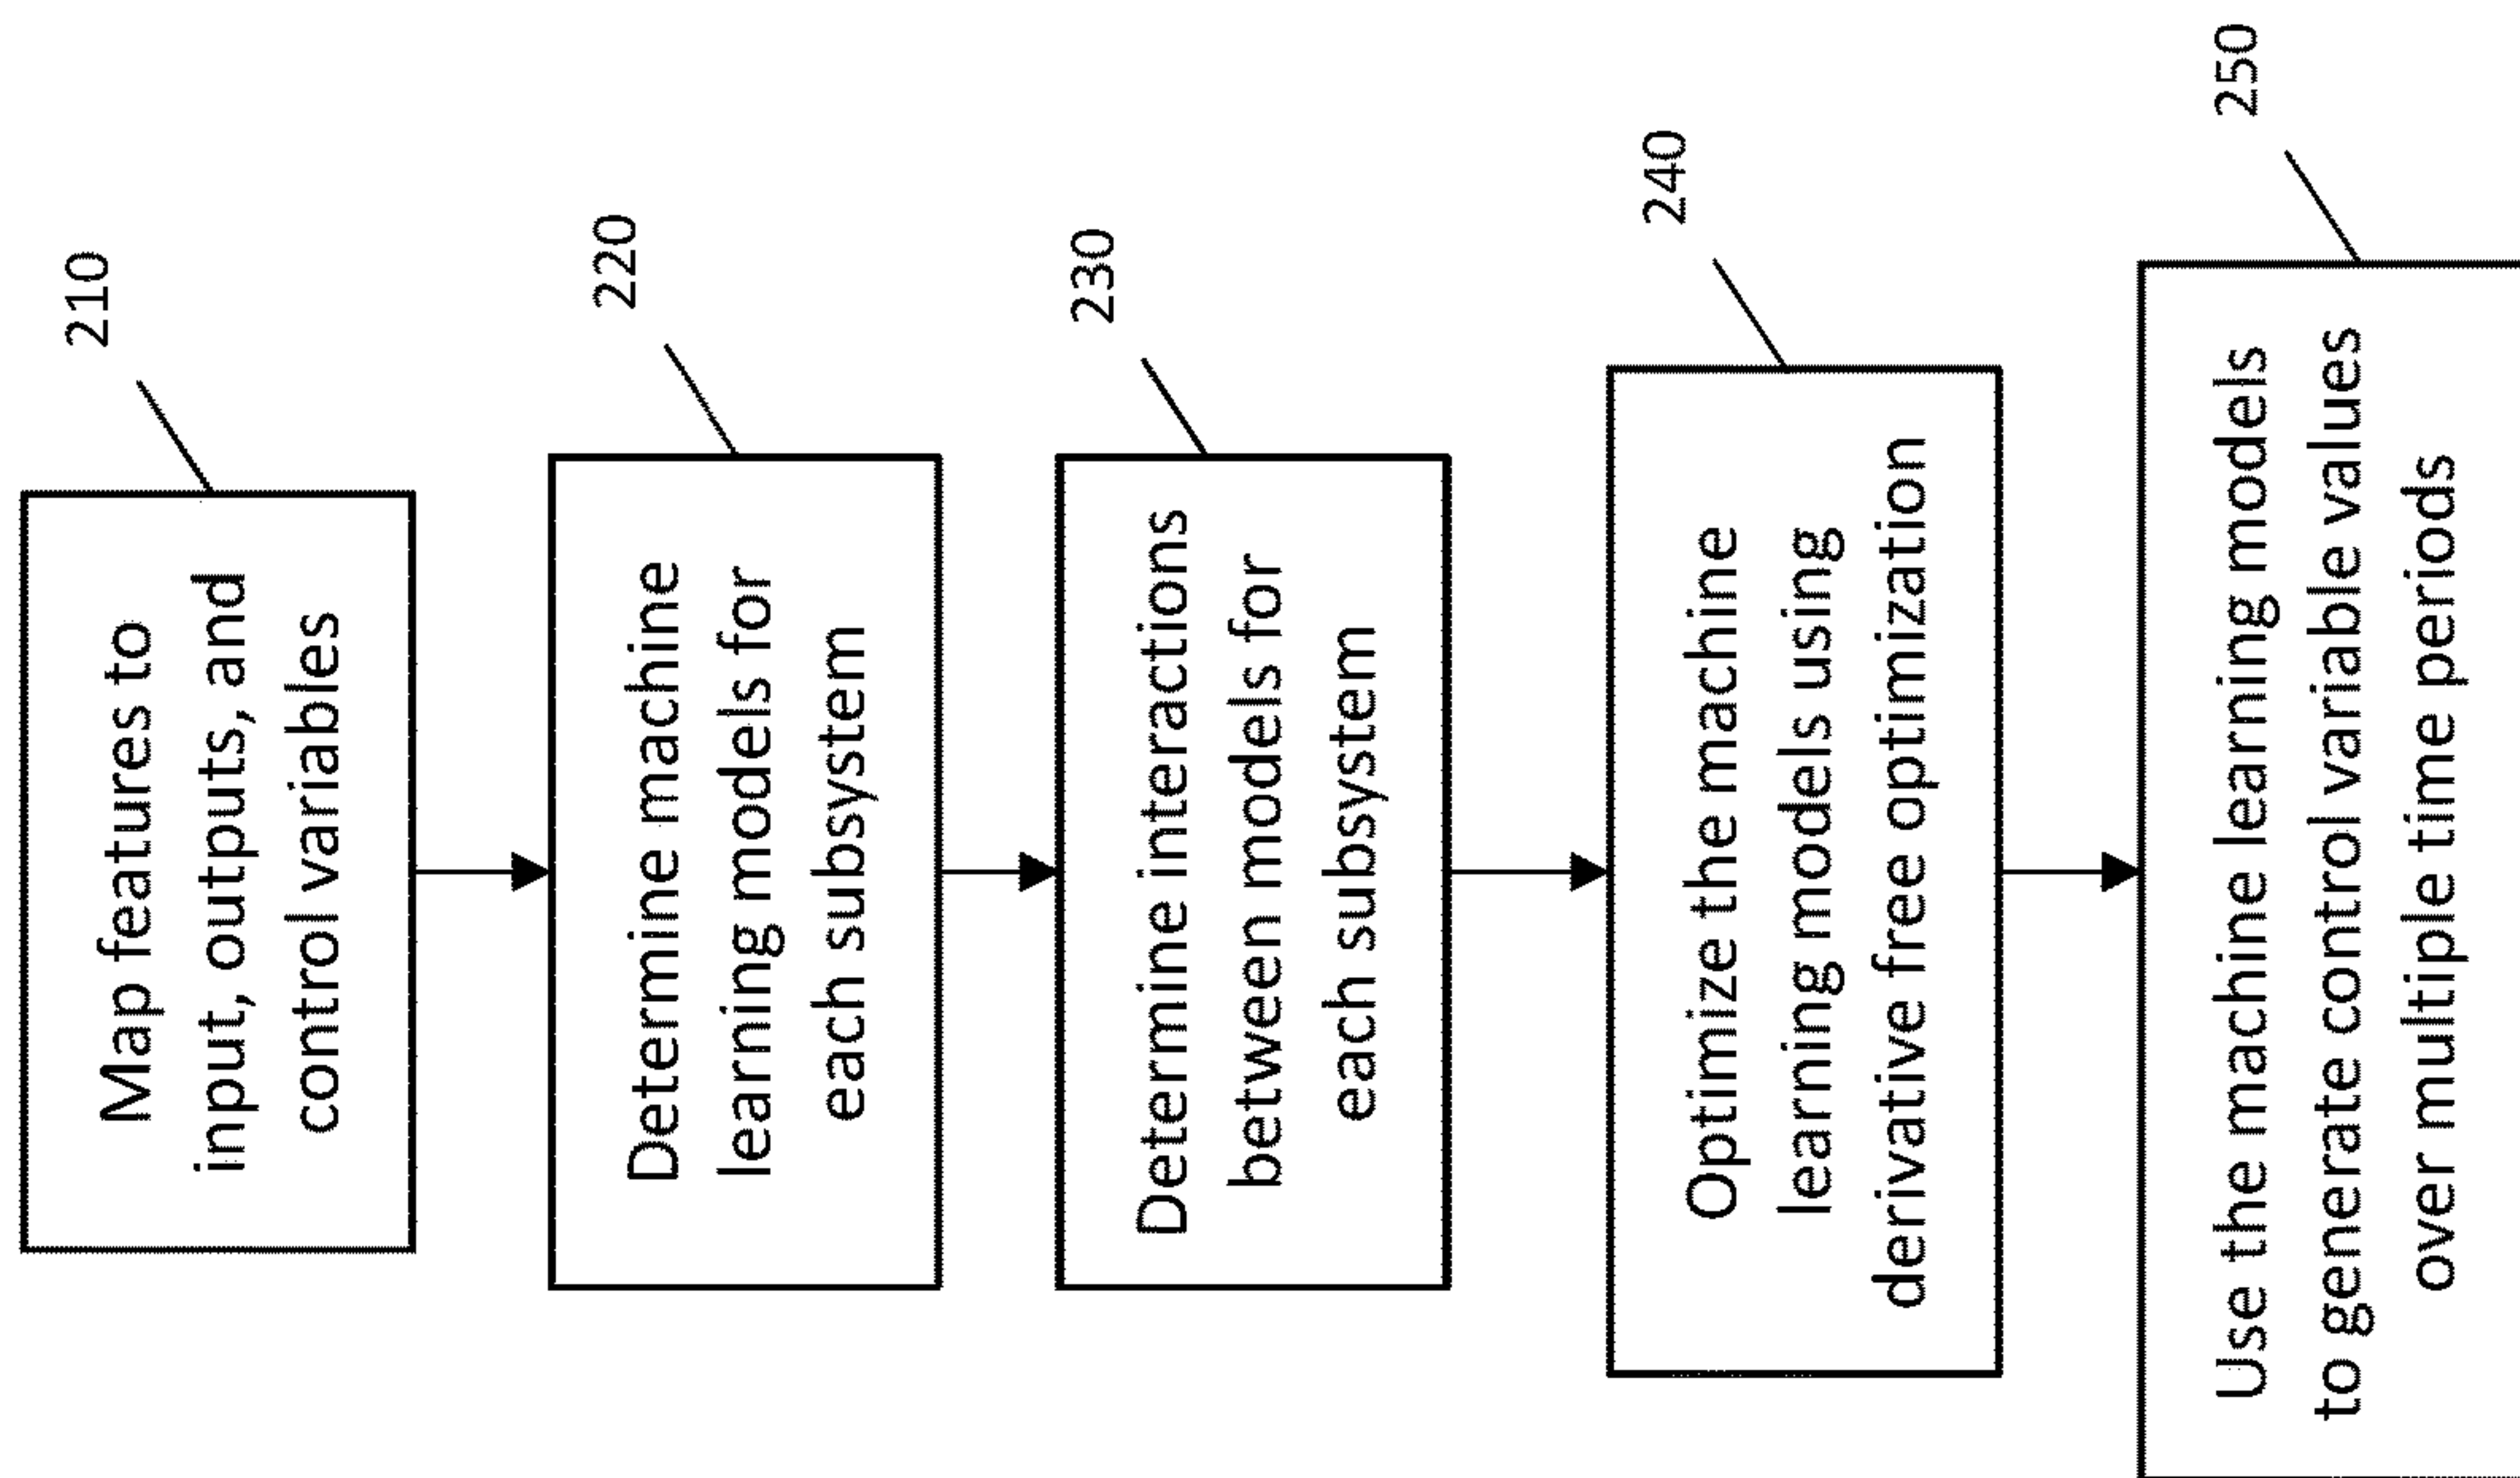 210
Map features to
input, outputs, and
control variables
220
Determine machine
learning models for
each subsystem
230
Determine interactions
between models for
each subsystem
240
Optimize the machine
learning models using
derivative free optimization
250
Use the machine learning models
to generate control variable values
over multiple time periods